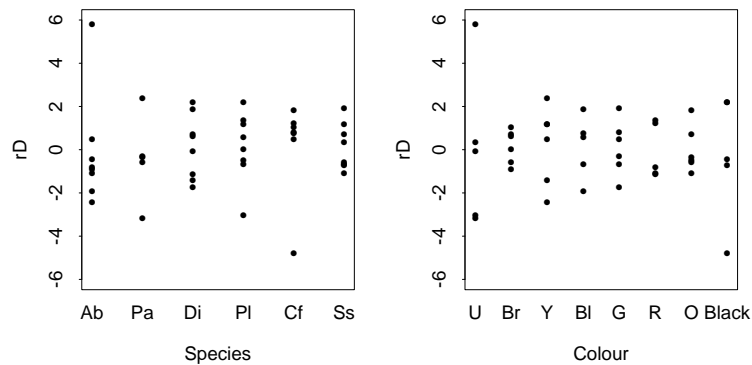 rD
6
4
2
0
-2
-4
-6
Ab Pa Di Pl Cf Ss
Species
rD
6
4
2
0
-2
-4
-6
U Br Y Bl G R O Black
Colour